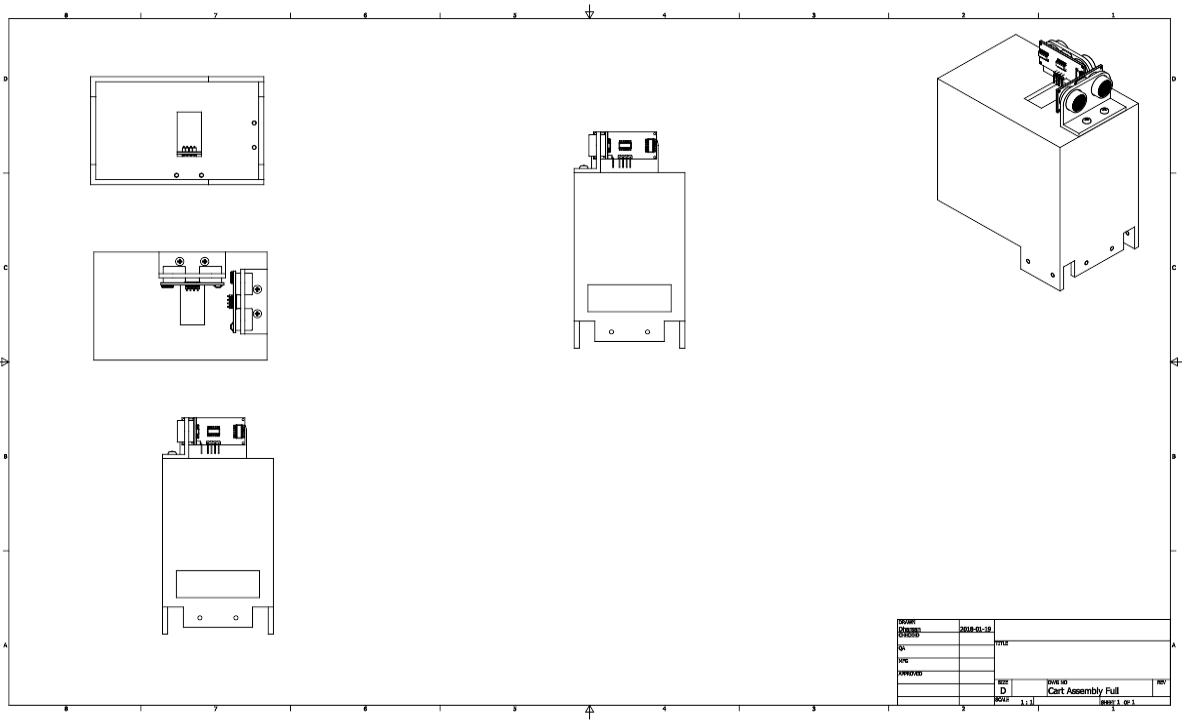 8 7 6 5 4 3 2 1
D D
C C
B B
A A
DRAWN
Dhaman 2018-01-19
CHECKED
QA
MFG
APPROVED
TITLE
SIZE
D
DWG NO
Cart Assembly Full
REV
SCALE
1 : 1
SHEET 1 OF 1
8 7 6 5 4 3 2 1